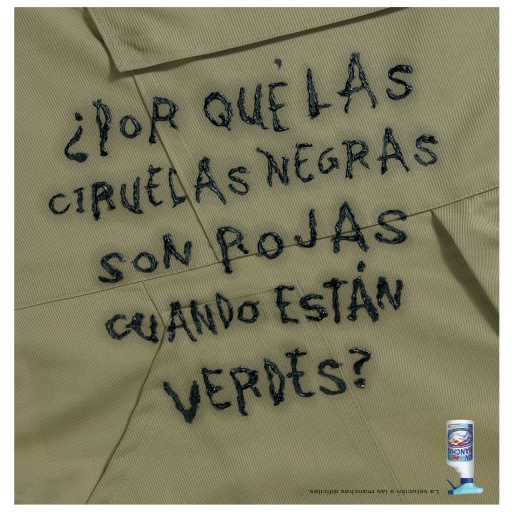 ¿POR QUÉ LAS
CIRUELAS NEGRAS
SON ROJAS
CUANDO ESTÁN
VERDES?
La solución a las manchas difíciles.